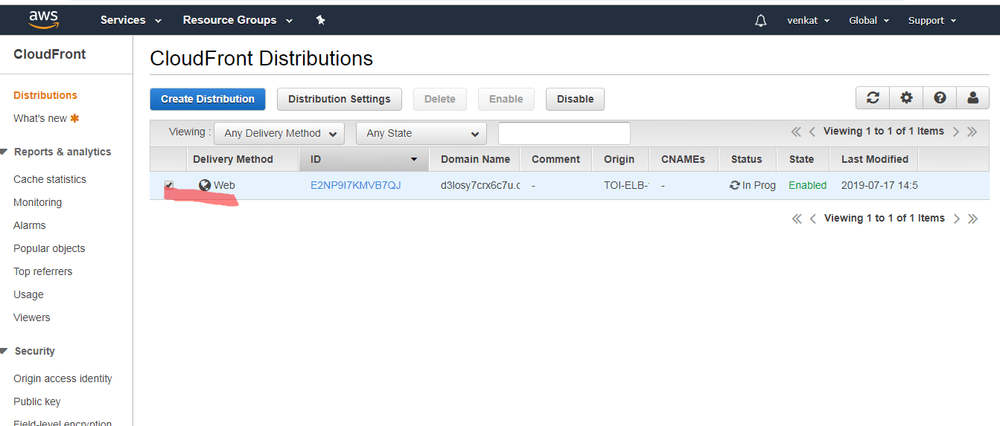 aws Services Resource Groups venkat Global Support
CloudFront
CloudFront Distributions
Distributions
What's new
Reports & analytics
Cache statistics
Monitoring
Alarms
Popular objects
Top referrers
Usage
Viewers
Security
Origin access identity
Public key
Field-level encryption
Create Distribution Distribution Settings Delete Enable Disable
Viewing : Any Delivery Method Any State Viewing 1 to 1 of 1 Items
Delivery Method ID Domain Name Comment Origin CNAMEs Status State Last Modified
Web E2NP9I7KMVB7QJ d3losy7crx6c7u.c - TOI-ELB- - In Prog Enabled 2019-07-17 14:5
Viewing 1 to 1 of 1 Items